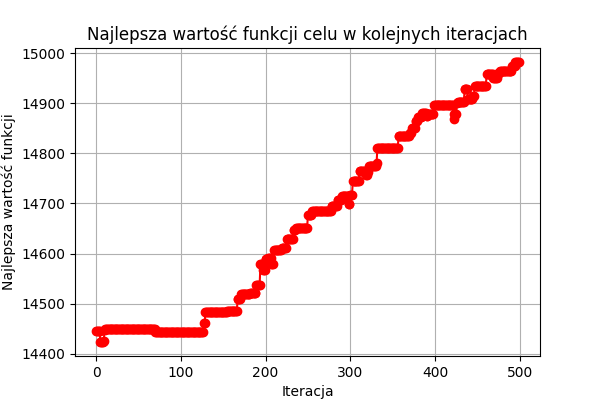 Najlepsza wartość funkcji celu w kolejnych iteracjach
15000
14900
14800
14700
14600
14500
14400
Najlepsza wartość funkcji
0 100 200 300 400 500
Iteracja